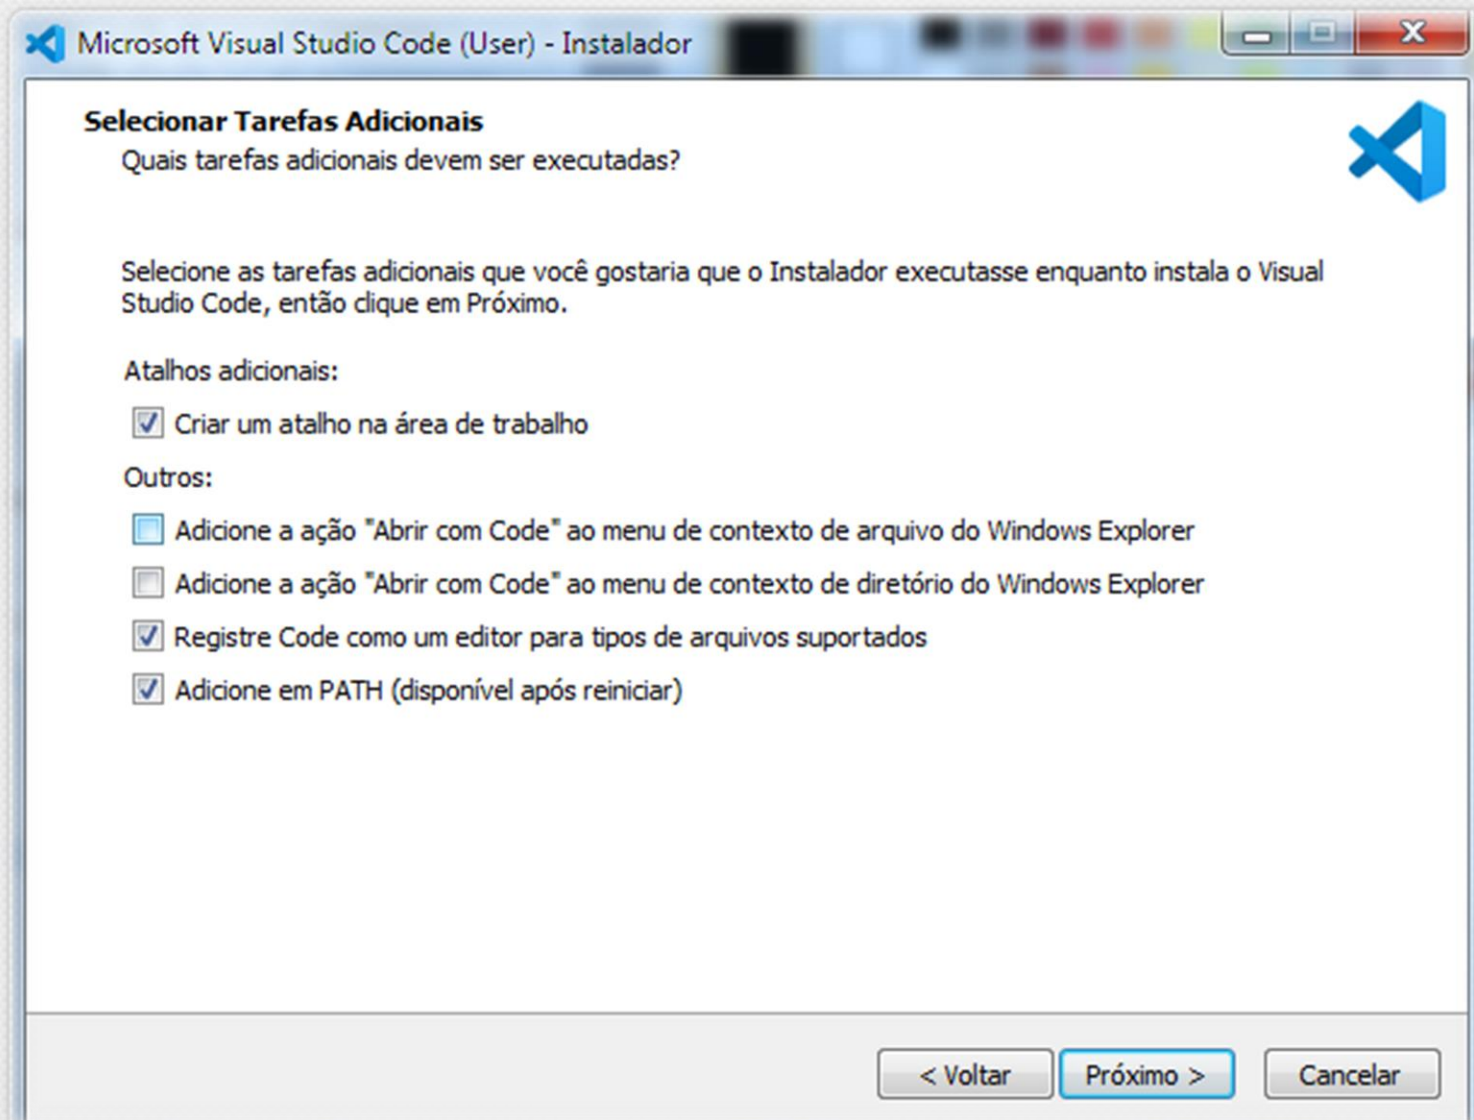 Microsoft Visual Studio Code (User) - Instalador
Selecionar Tarefas Adicionais
Quais tarefas adicionais devem ser executadas?
Selecione as tarefas adicionais que você gostaria que o Instalador executasse enquanto instala o Visual
Studio Code, então clique em Próximo.
Atalhos adicionais:
Criar um atalho na área de trabalho
Outros:
Adicione a ação "Abrir com Code" ao menu de contexto de arquivo do Windows Explorer
Adicione a ação "Abrir com Code" ao menu de contexto de diretório do Windows Explorer
Registre Code como um editor para tipos de arquivos suportados
Adicione em PATH (disponível após reiniciar)
< Voltar
Próximo >
Cancelar